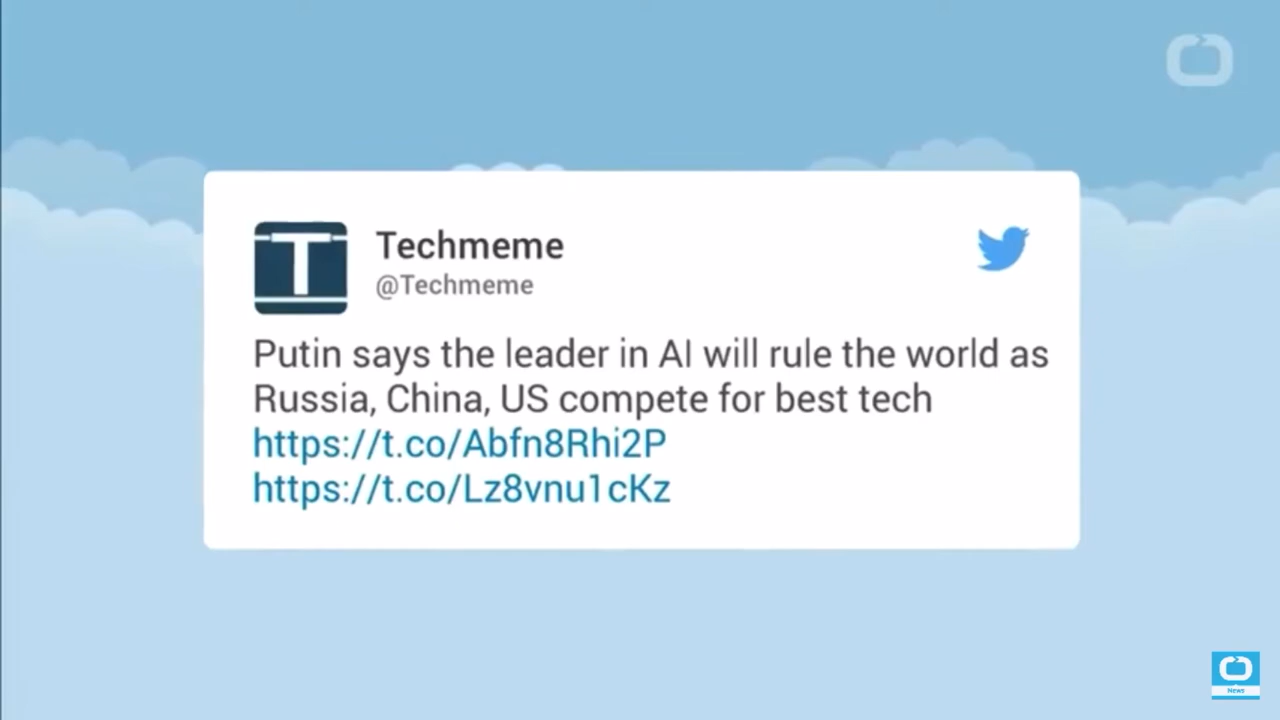 Techmeme
@Techmeme
Putin says the leader in AI will rule the world as
Russia, China, US compete for best tech
https://t.co/Abfn8Rhi2P
https://t.co/Lz8vnu1cKz
News